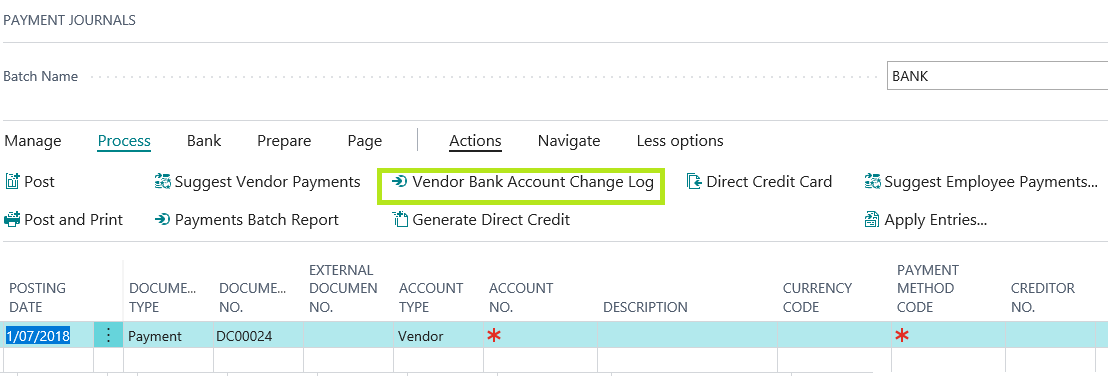 PAYMENT JOURNALS
Batch Name BANK
Manage Process Bank Prepare Page Actions Navigate Less options
Post Suggest Vendor Payments Vendor Bank Account Change Log Direct Credit Card Suggest Employee Payments...
Post and Print Payments Batch Report Generate Direct Credit Apply Entries...
EXTERNAL PAYMENT
POSTING DOCUME... DOCUME... DOCUMEN ACCOUNT ACCOUNT CURRENCY METHOD CREDITOR
DATE TYPE NO. NO. TYPE NO. DESCRIPTION CODE CODE NO.
1/07/2018 Payment DC00024 Vendor * *